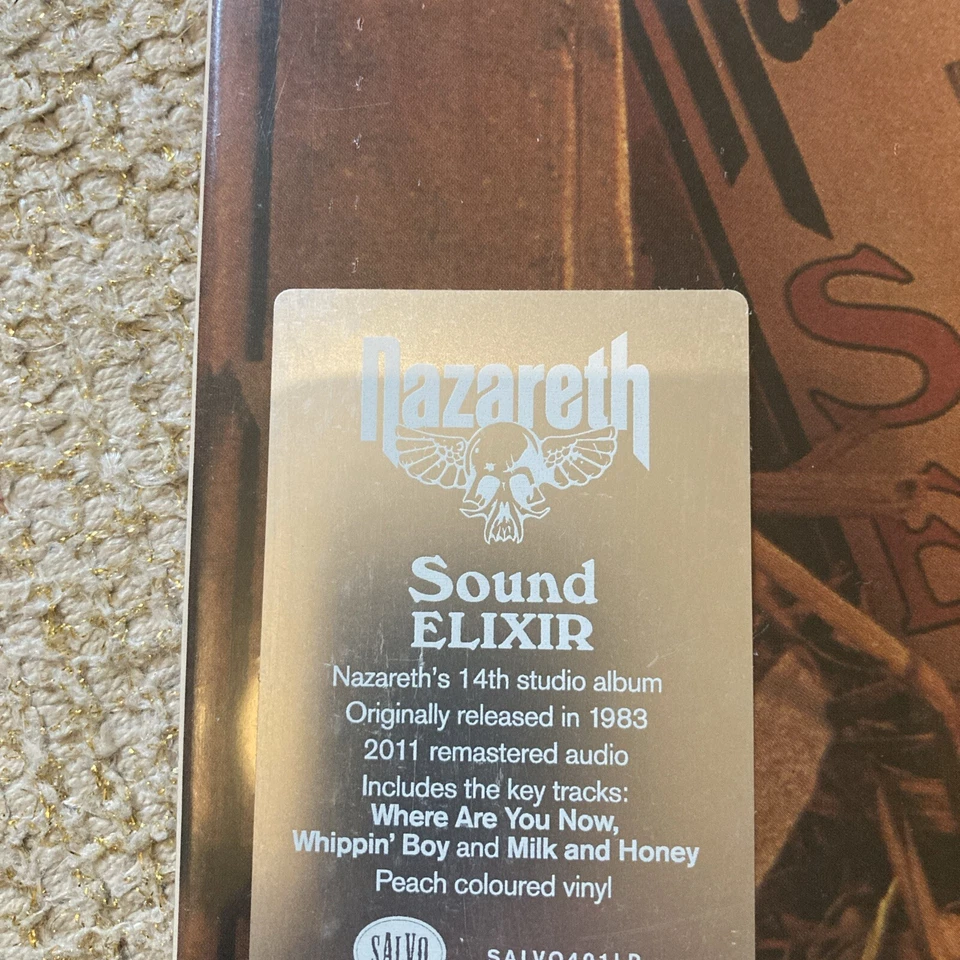 Nazareth
Sound
ELIXIR
Nazareth's 14th studio album
Originally released in 1983
2011 remastered audio
Includes the key tracks:
Where Are You Now,
Whippin' Boy and Milk and Honey
Peach coloured vinyl
SALVO
SALVO401LP